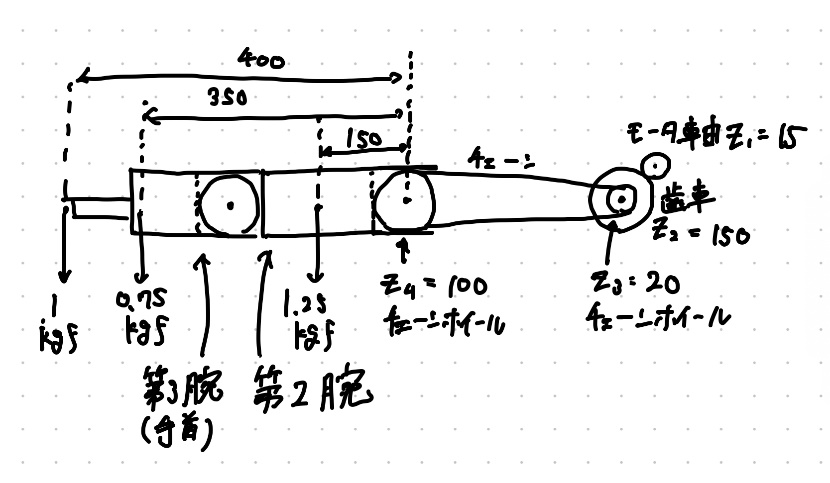 400
350
150
モータ軸 Z₁=15
チェーン
歯車
Z₂=150
1
kgf
0.75
kgf
1.25
kgf
Z₄=100
チェーンホイール
Z₃=20
チェーンホイール
第3腕
(手首)
第2腕